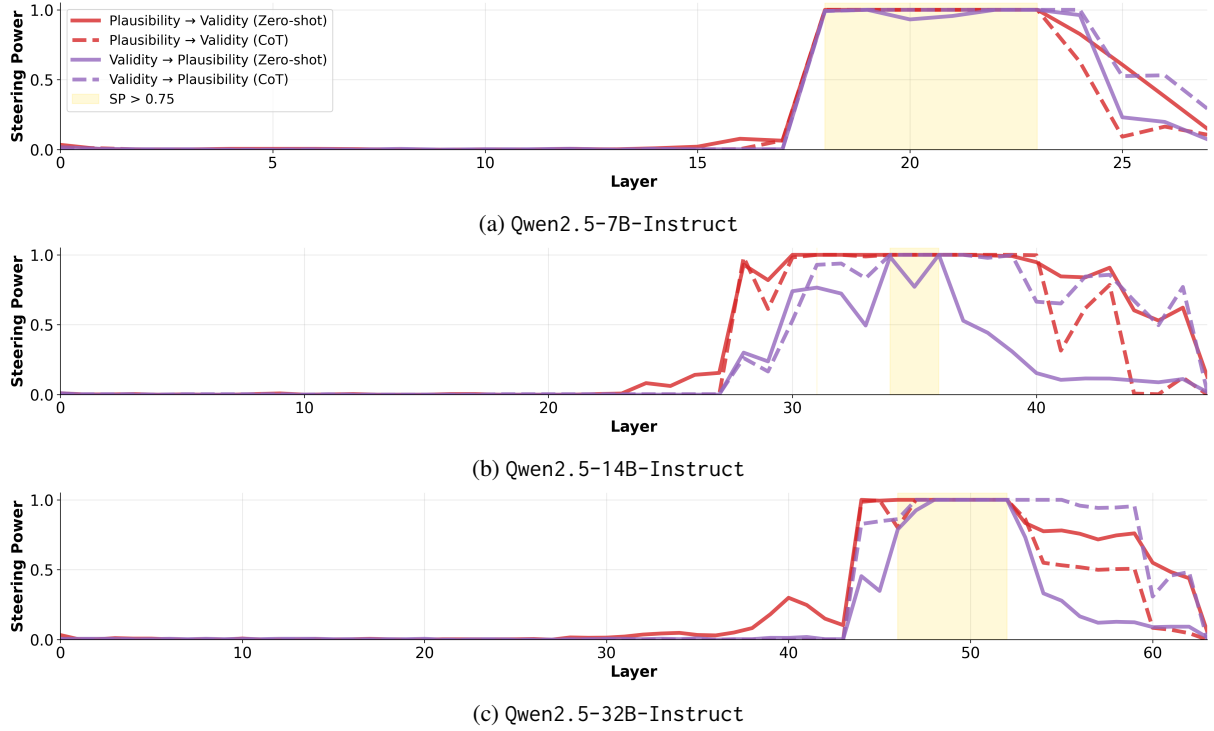 Steering Power
1.0
0.5
0.0
Plausibility → Validity (Zero-shot)
Plausibility → Validity (CoT)
Validity → Plausibility (Zero-shot)
Validity → Plausibility (CoT)
SP > 0.75
0 5 10 15 20 25
Layer
(a) Qwen2.5-7B-Instruct
Steering Power
1.0
0.5
0.0
0 10 20 30 40
Layer
(b) Qwen2.5-14B-Instruct
Steering Power
1.0
0.5
0.0
0 10 20 30 40 50 60
Layer
(c) Qwen2.5-32B-Instruct